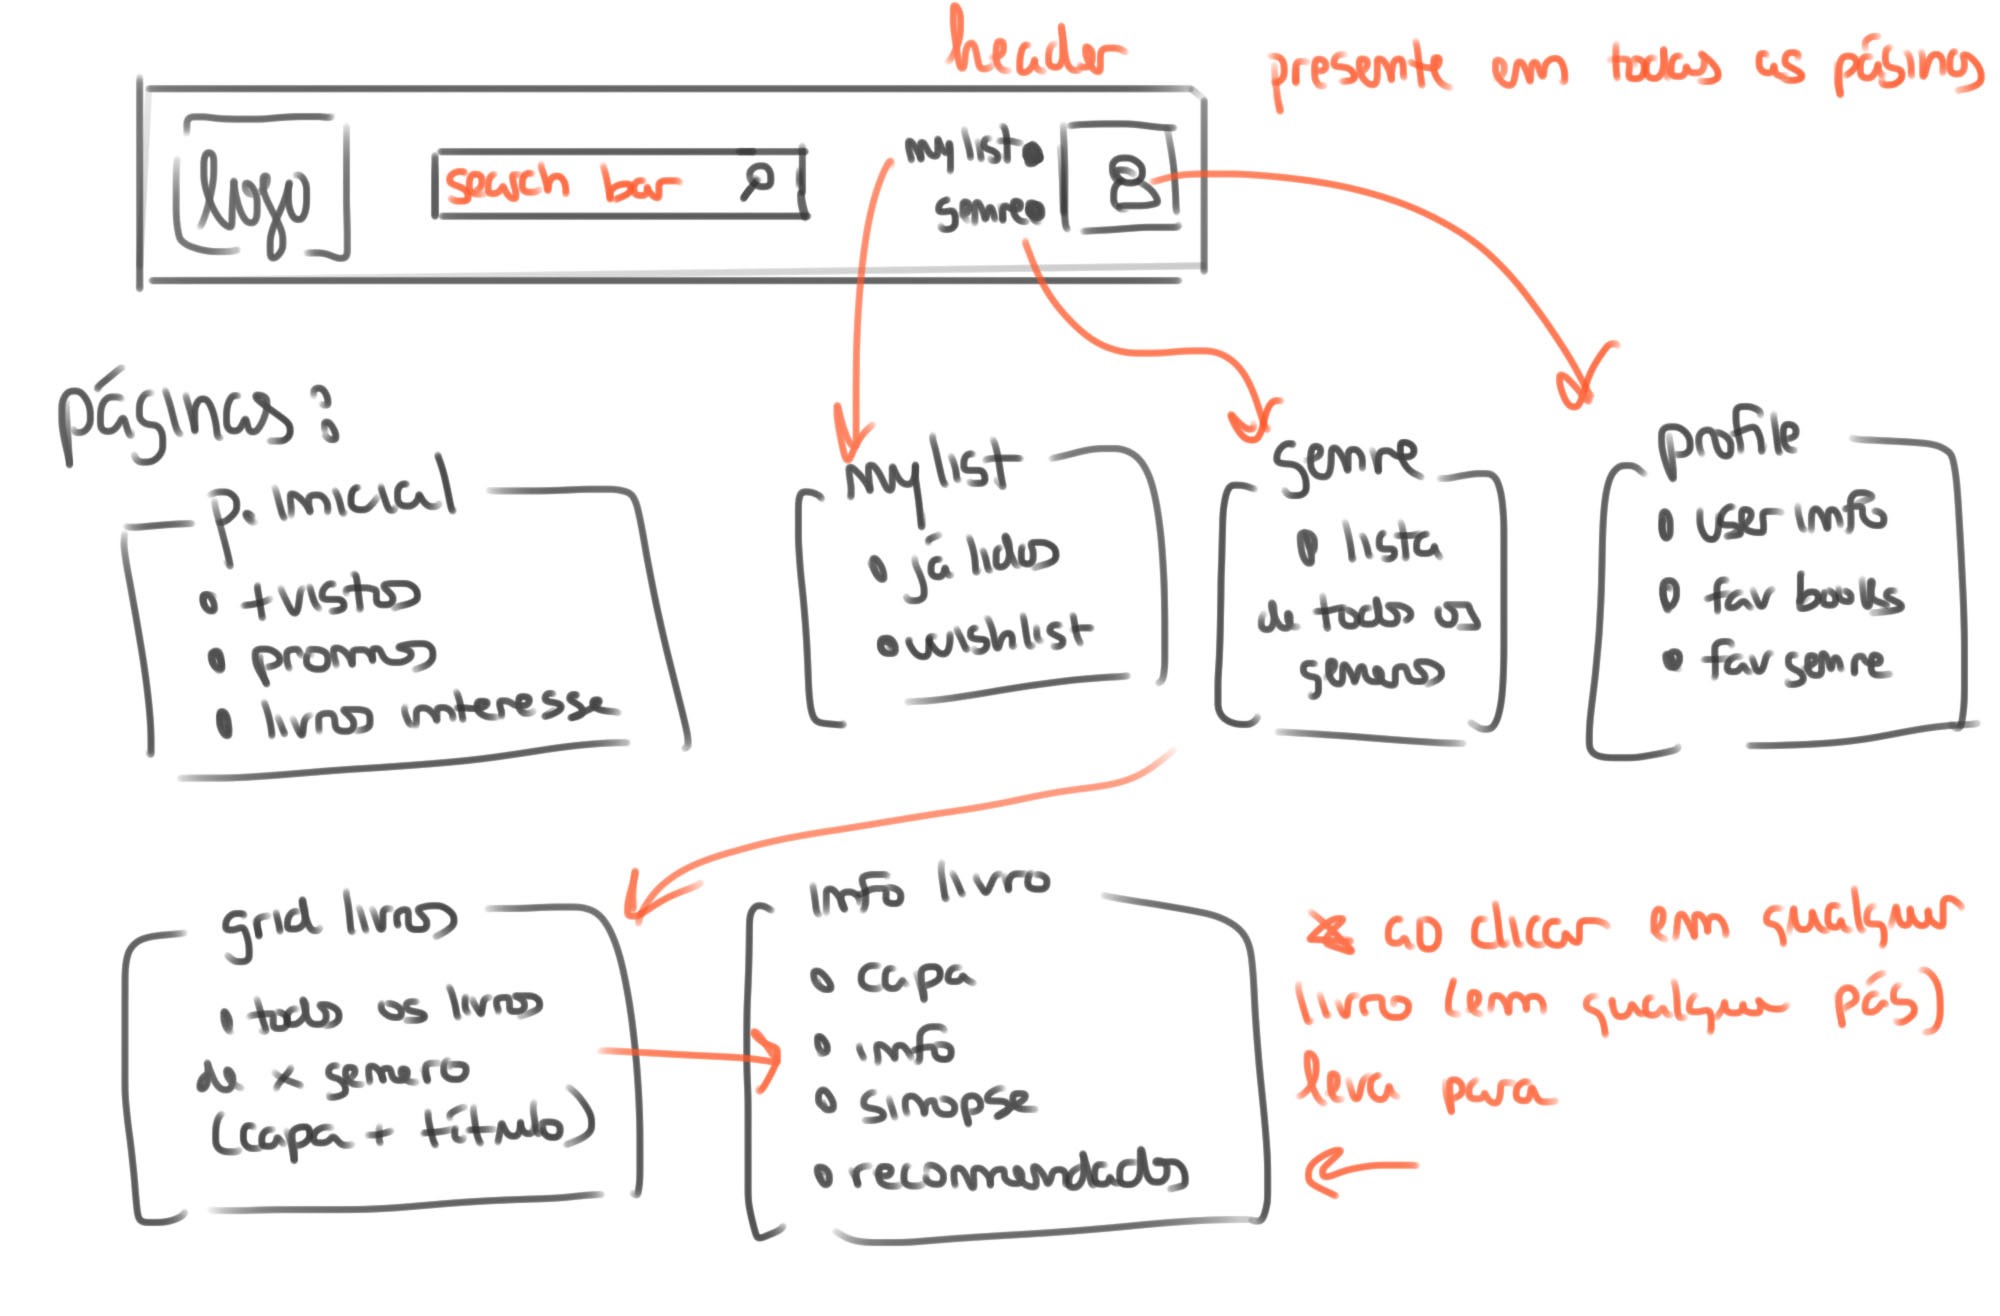 header
presente em todas as páginas
logo
search bar
my list
genre
páginas:
p. inicial
+ vistos
promos
livros interesse
my list
já lidos
wishlist
genre
lista
de todos os
generos
profile
user info
fav books
fav genre
grid livros
todos os livros
de x genero
(capa + título)
info livro
capa
info
sinopse
recomendados
* ao clicar em qualquer
livro (em qualquer pág)
leva para